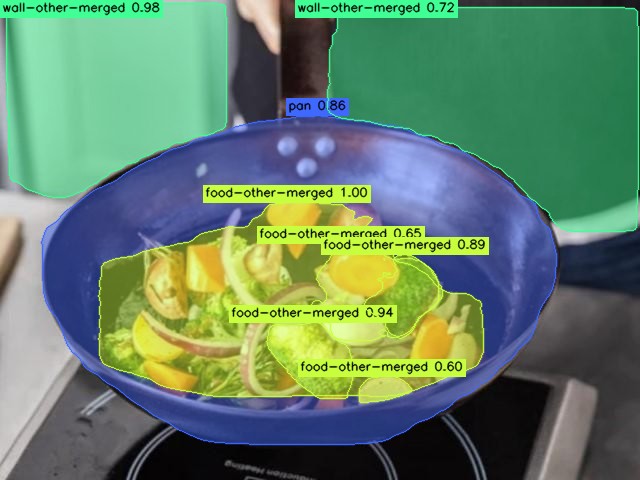 wall-other-merged 0.98
wall-other-merged 0.72
pan 0.86
food-other-merged 1.00
food-other-merged 0.65
food-other-merged 0.89
food-other-merged 0.94
food-other-merged 0.60
Induction Heating